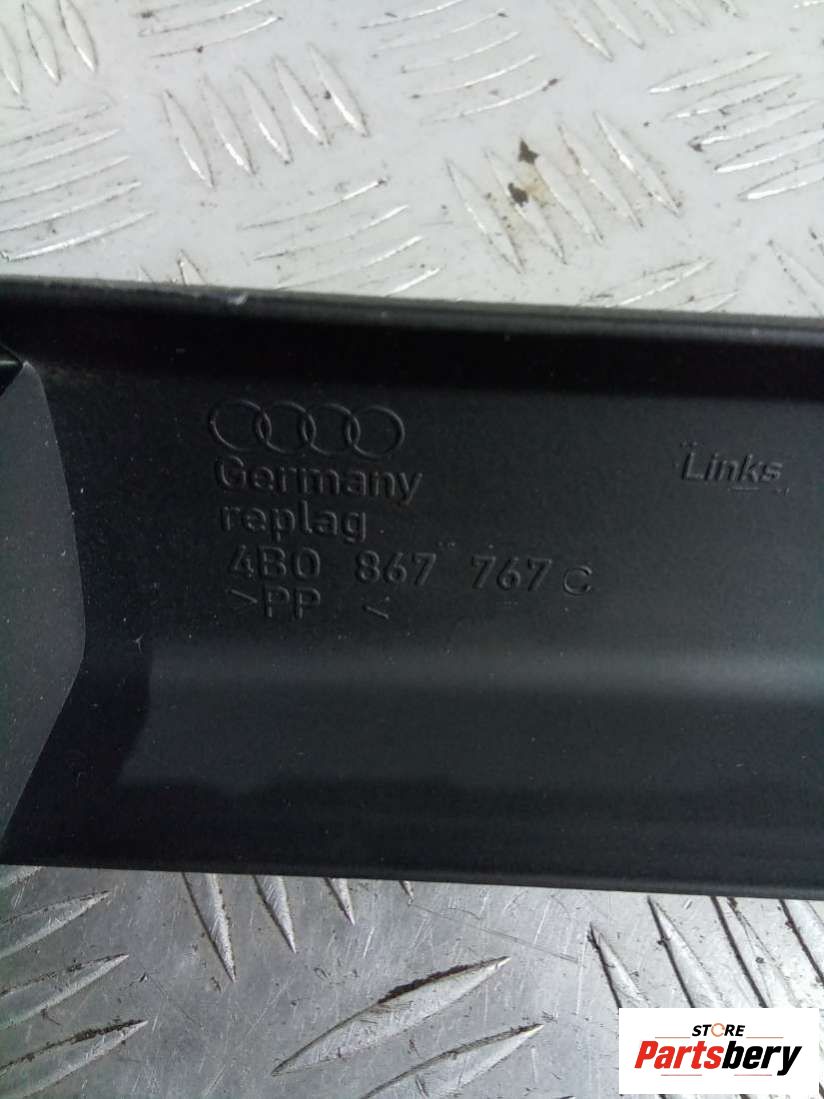 Germany
Links
replag
4B0 867 767 C
>PP <
STORE
Partsbery